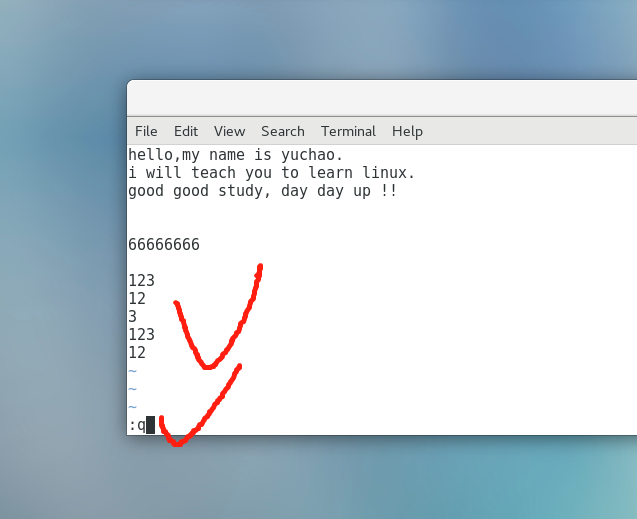 File Edit View Search Terminal Help
hello,my name is yuchao.
i will teach you to learn linux.
good good study, day day up !!
66666666
123
12
3
123
12
~
~
~
:q